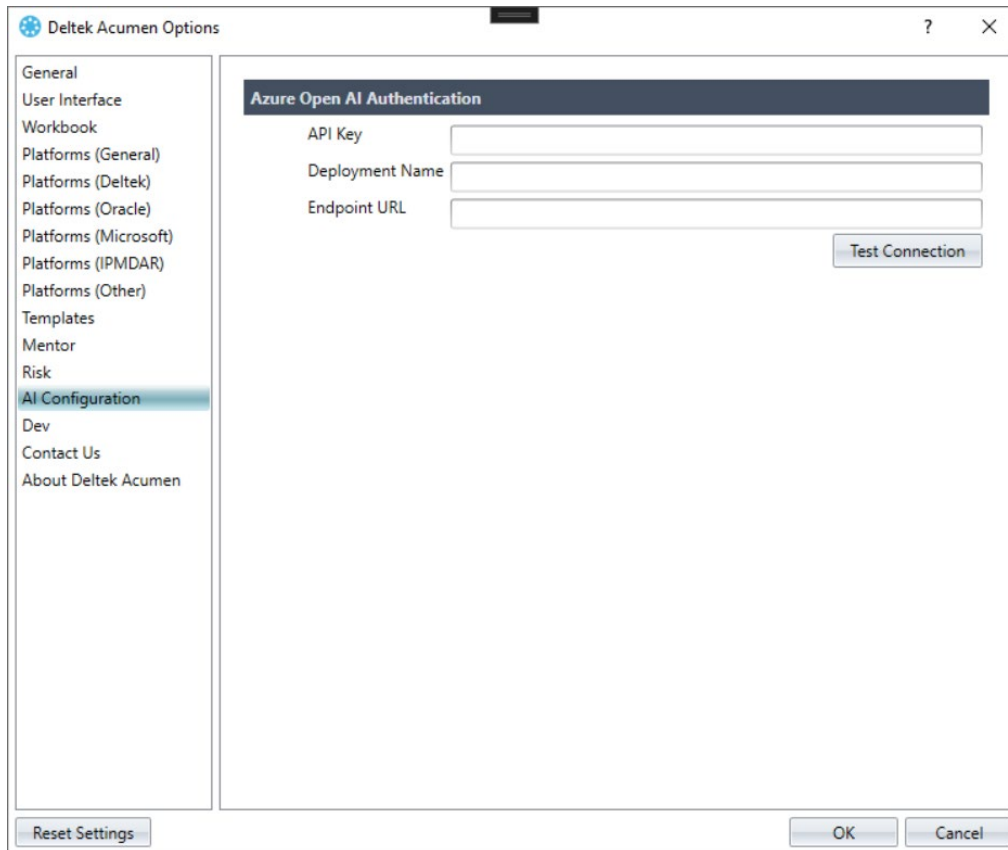 Deltek Acumen Options
?
General
User Interface
Workbook
Platforms (General)
Platforms (Deltek)
Platforms (Oracle)
Platforms (Microsoft)
Platforms (IPMDAR)
Platforms (Other)
Templates
Mentor
Risk
AI Configuration
Dev
Contact Us
About Deltek Acumen
Azure Open AI Authentication
API Key
Deployment Name
Endpoint URL
Test Connection
Reset Settings
OK
Cancel